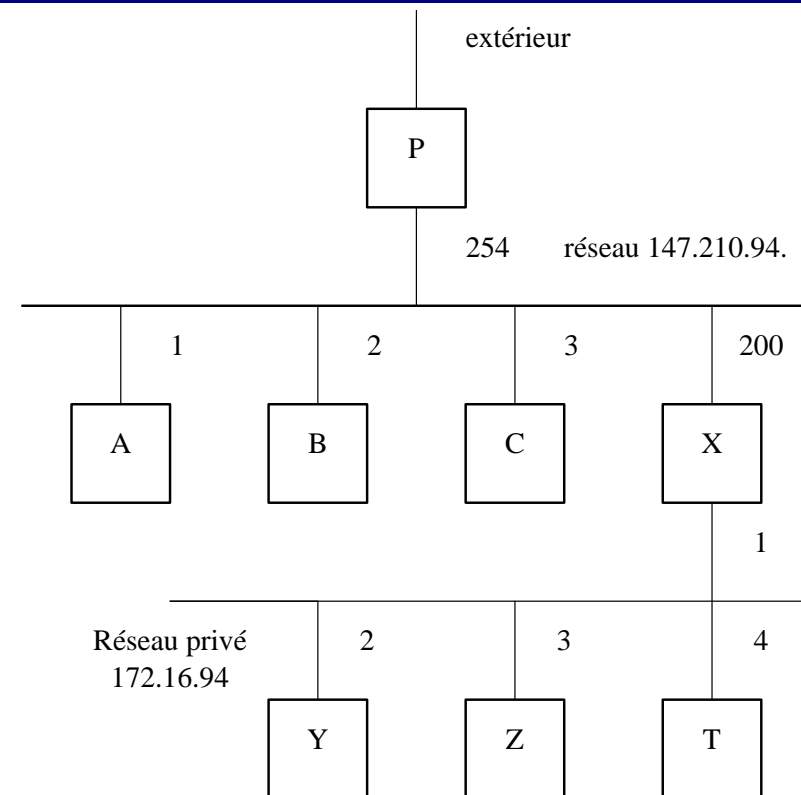 extérieur
P
254 réseau 147.210.94.
1 2 3 200
A B C X
1
Réseau privé 2 3 4
172.16.94
Y Z T